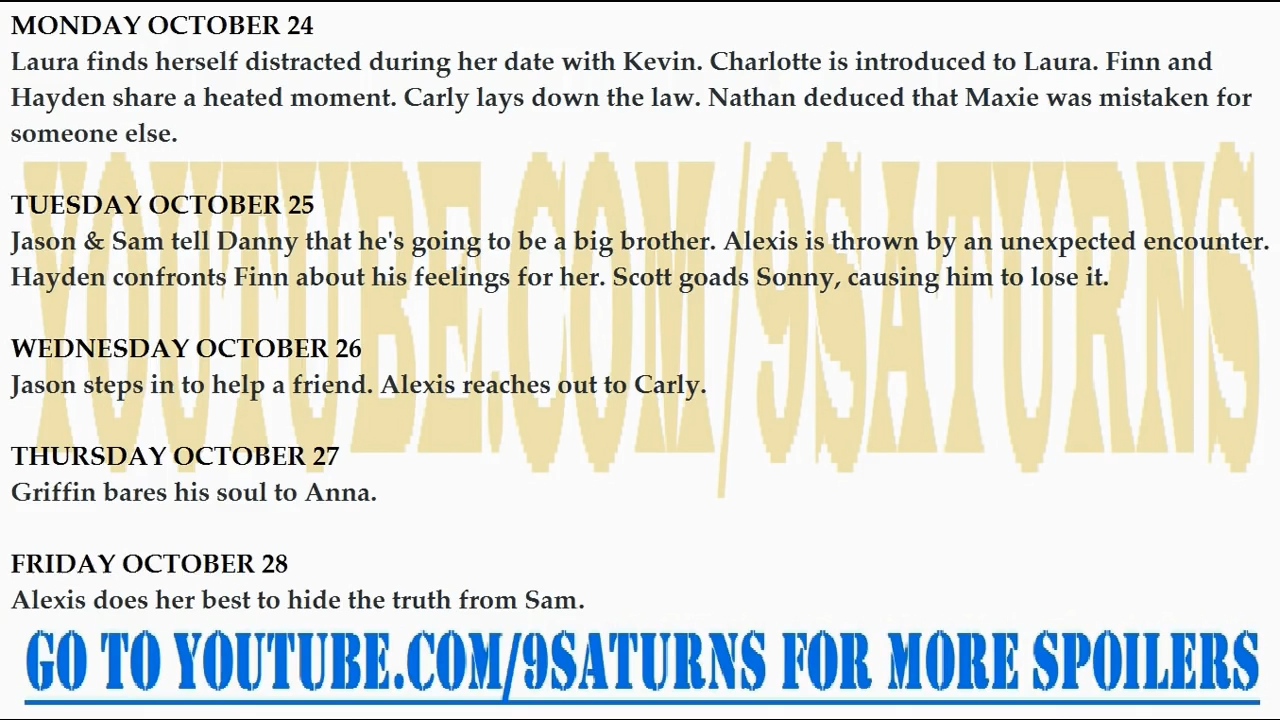 MONDAY OCTOBER 24
Laura finds herself distracted during her date with Kevin. Charlotte is introduced to Laura. Finn and
Hayden share a heated moment. Carly lays down the law. Nathan deduced that Maxie was mistaken for
someone else.
YOUTUBE.COM/9SATURNS
TUESDAY OCTOBER 25
Jason & Sam tell Danny that he's going to be a big brother. Alexis is thrown by an unexpected encounter.
Hayden confronts Finn about his feelings for her. Scott goads Sonny, causing him to lose it.
WEDNESDAY OCTOBER 26
Jason steps in to help a friend. Alexis reaches out to Carly.
THURSDAY OCTOBER 27
Griffin bares his soul to Anna.
FRIDAY OCTOBER 28
Alexis does her best to hide the truth from Sam.
GO TO YOUTUBE.COM/9SATURNS FOR MORE SPOILERS